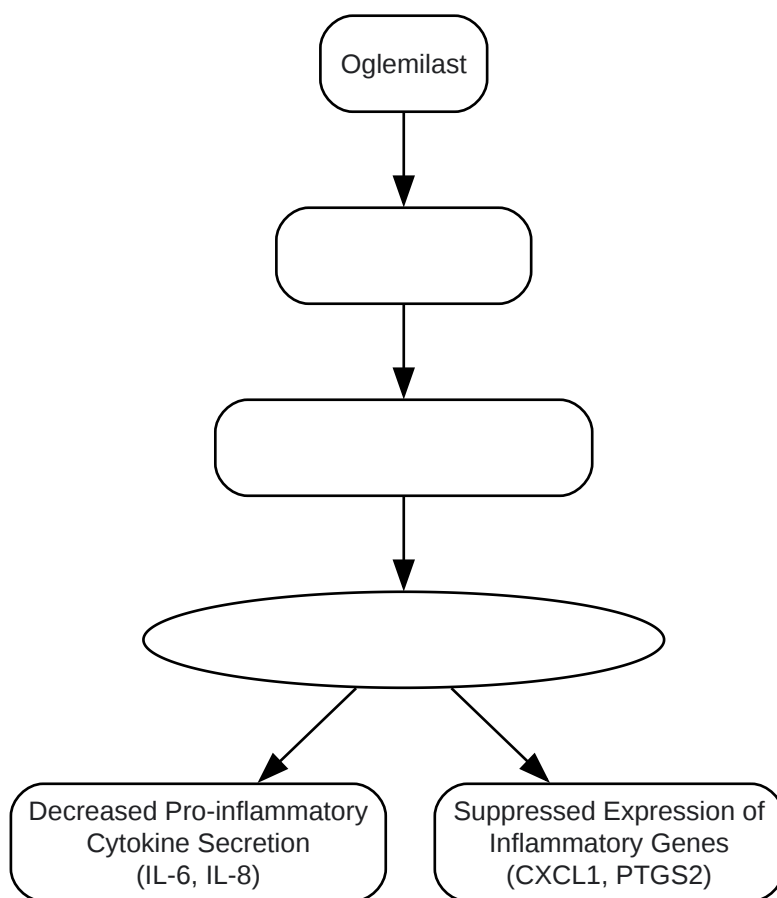 Oglemilast
Decreased Pro-inflammatory
Cytokine Secretion
(IL-6, IL-8)
Suppressed Expression of
Inflammatory Genes
(CXCL1, PTGS2)